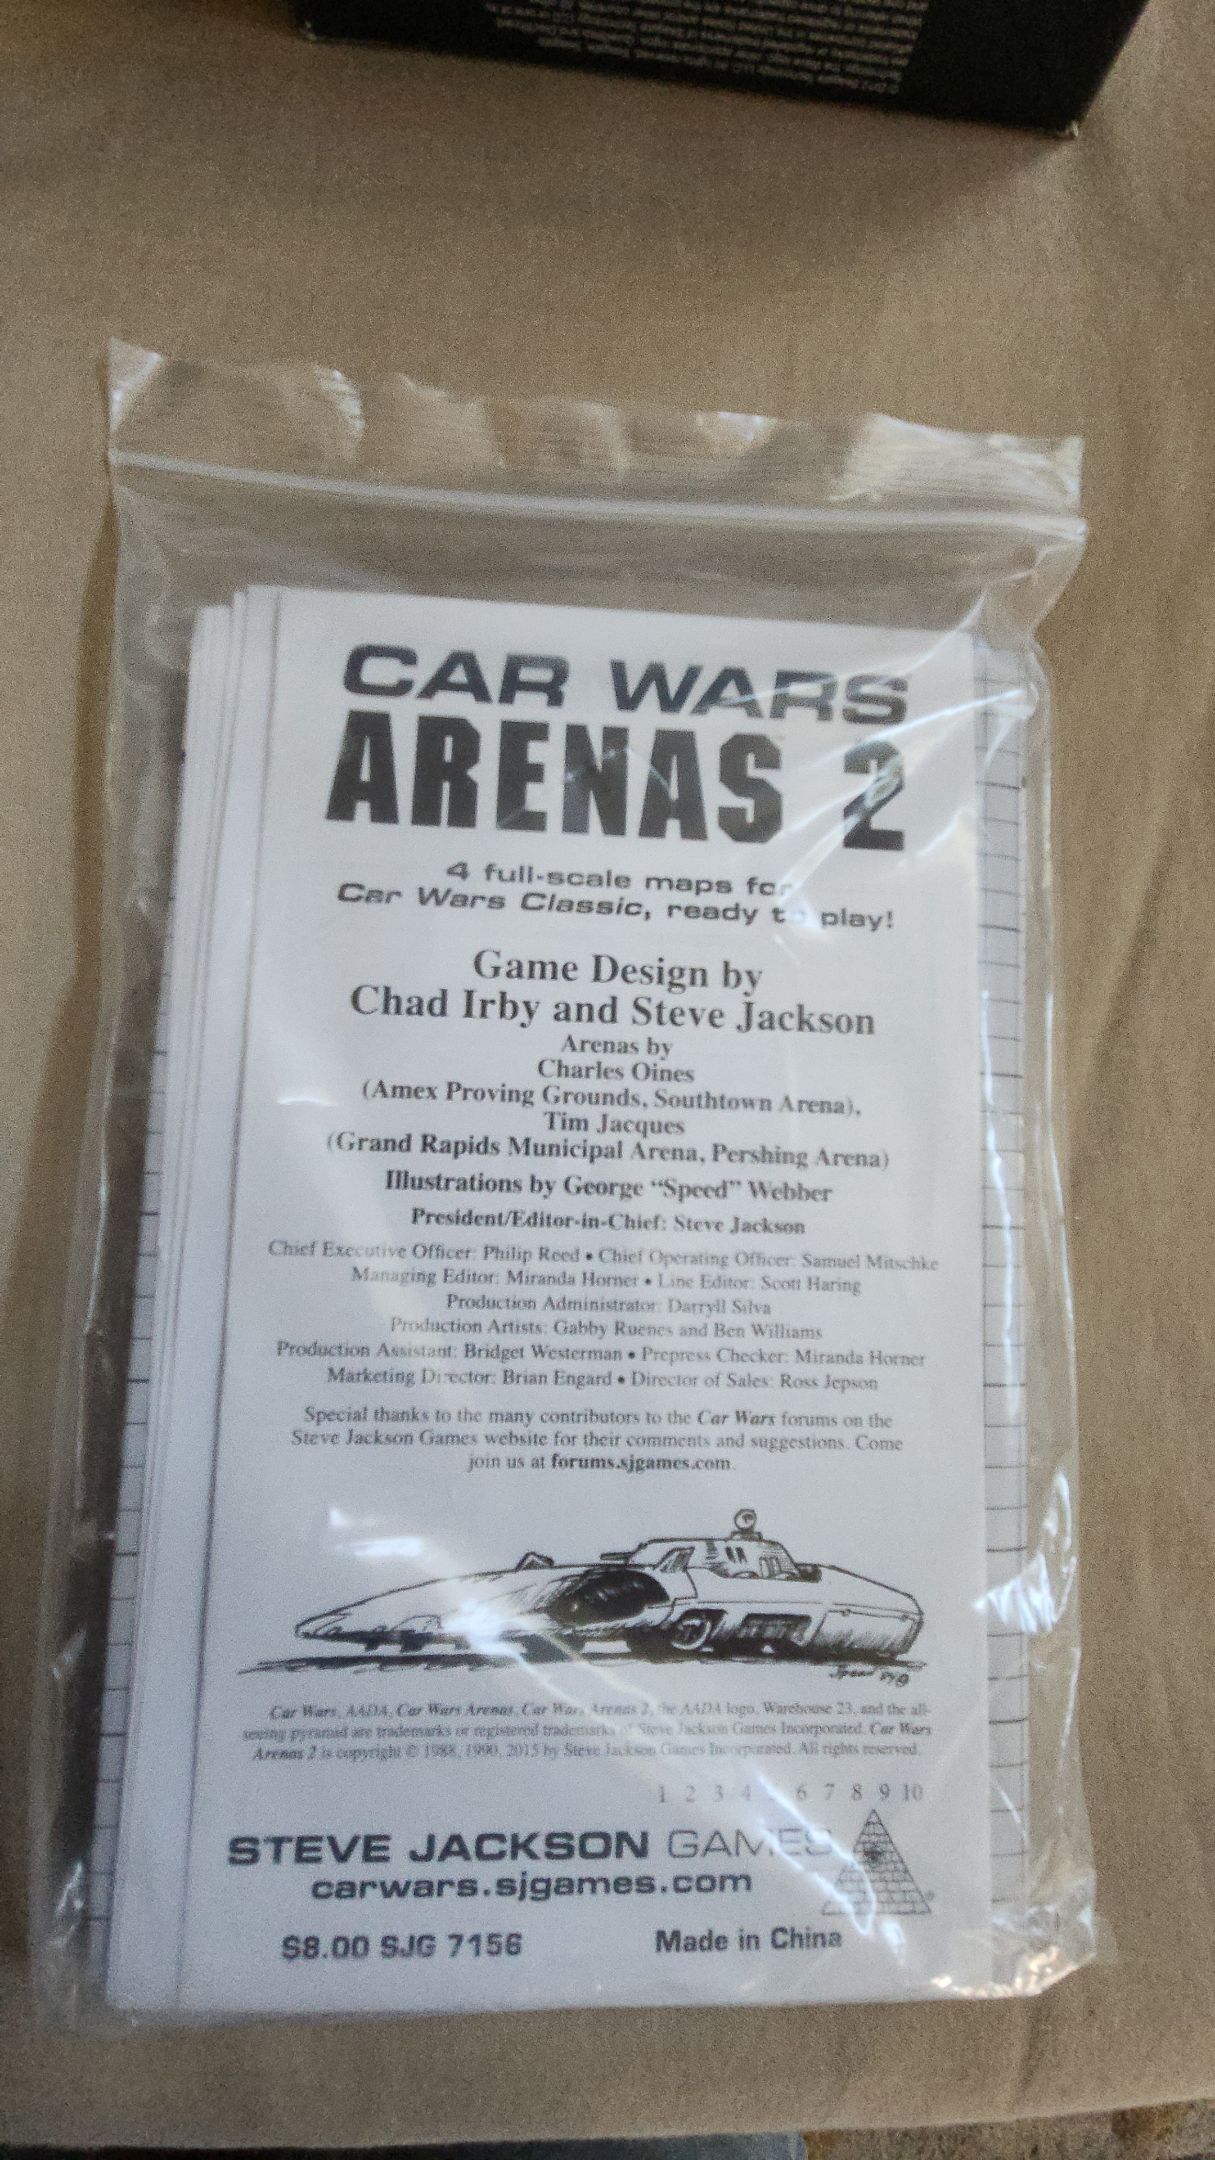 CAR WARS
ARENAS 2
4 full-scale maps for
Car Wars Classic, ready to play!
Game Design by
Chad Irby and Steve Jackson
Arenas by
Charles Oines
(Amex Proving Grounds, Southtown Arena),
Tim Jacques
(Grand Rapids Municipal Arena, Pershing Arena)
Illustrations by George “Speed” Webber
President/Editor-in-Chief: Steve Jackson
Chief Executive Officer: Philip Reed • Chief Operating Officer: Samuel Mitschke
Managing Editor: Miranda Horner • Line Editor: Scott Haring
Production Administrator: Darryll Silva
Production Artists: Gabby Ruenes and Ben Williams
Production Assistant: Bridget Westerman • Prepress Checker: Miranda Horner
Marketing Director: Brian Engard • Director of Sales: Ross Jepson
Special thanks to the many contributors to the Car Wars forums on the
Steve Jackson Games website for their comments and suggestions. Come
join us at forums.sjgames.com.
Car Wars, AADA, Car Wars Arenas, Car Wars Arenas 2, the AADA logo, Warehouse 23, and the all-
seeing pyramid are trademarks or registered trademarks of Steve Jackson Games Incorporated. Car Wars
Arenas 2 is copyright © 1988, 1990, 2015 by Steve Jackson Games Incorporated. All rights reserved.
1 2 3 4 6 7 8 9 10
STEVE JACKSON GAMES
carwars.sjgames.com
$8.00 SJG 7156 Made in China